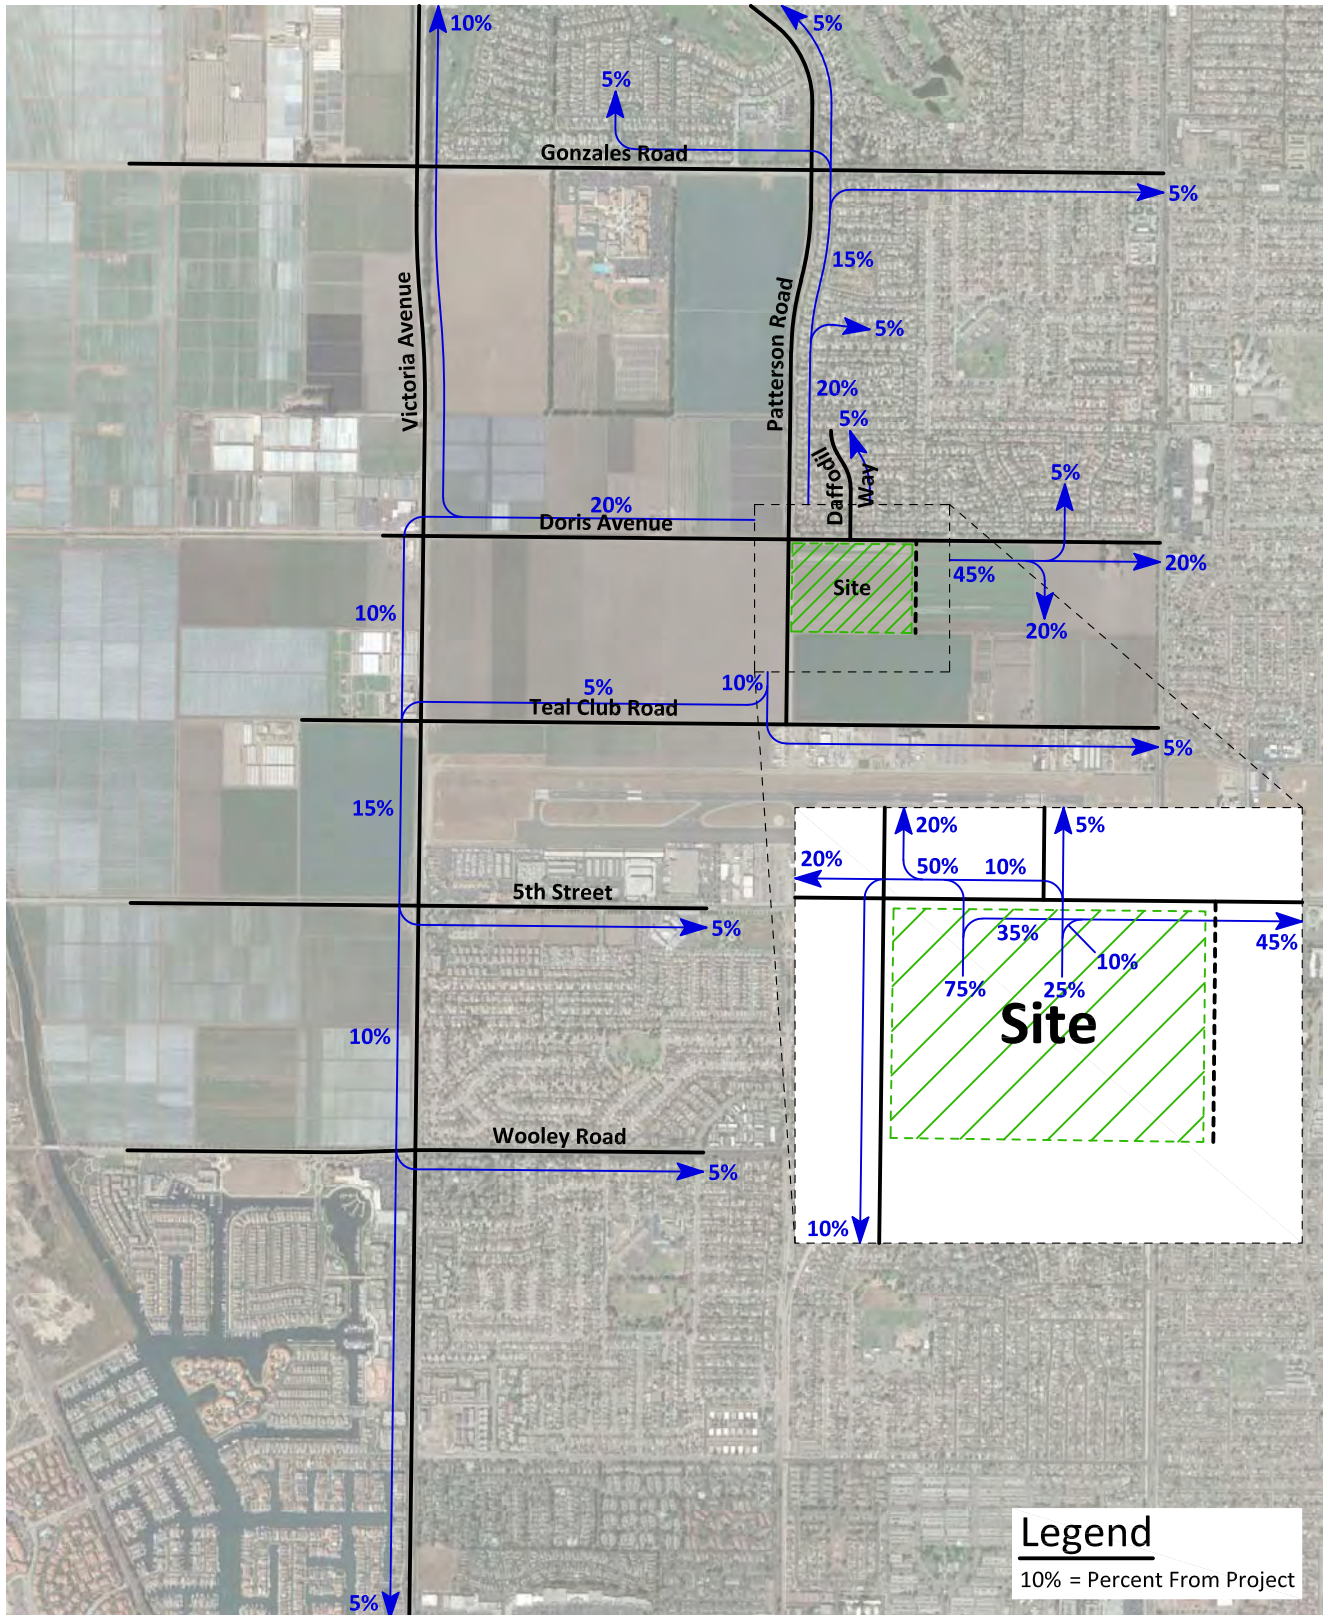 10%
5%
5%
Gonzales Road
5%
15%
Victoria Avenue
Patterson Road
5%
20%
5%
Daffodil
Way
5%
20%
Doris Avenue
20%
45%
Site
10%
20%
5%
10%
Teal Club Road
5%
15%
20%
5%
20%
50%
10%
5th Street
5%
35%
45%
10%
75%
25%
Site
10%
Wooley Road
5%
10%
5%
Legend
10% = Percent From Project